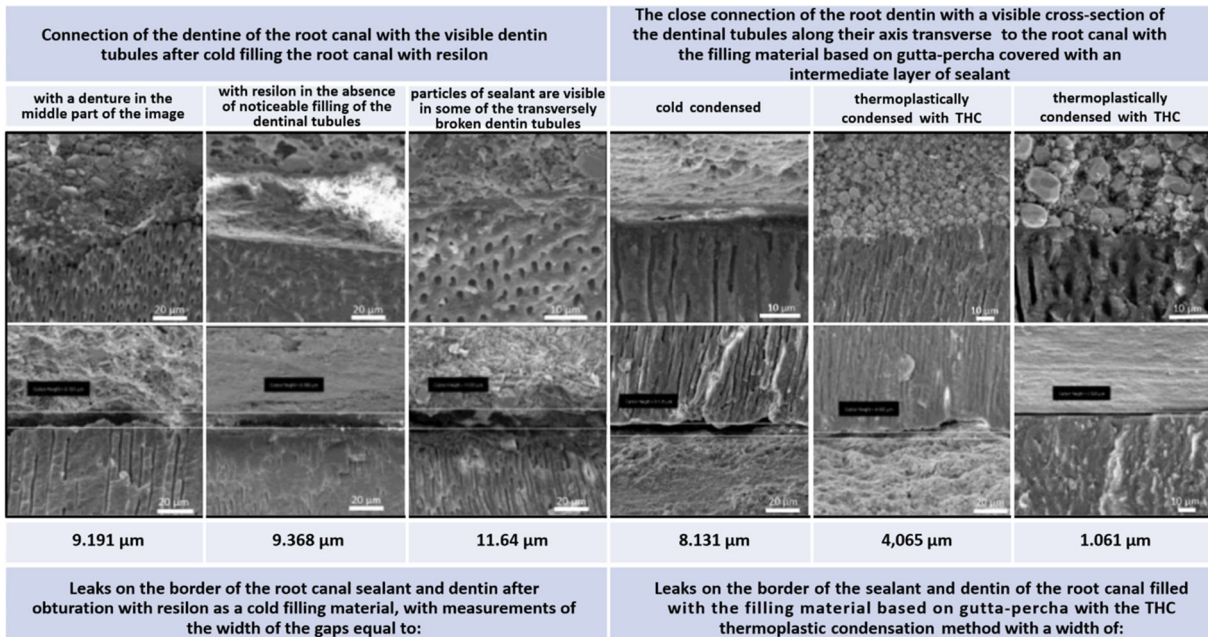 Connection of the dentine of the root canal with the visible dentin
tubules after cold filling the root canal with resilon
The close connection of the root dentin with a visible cross-section of
the dentinal tubules along their axis transverse to the root canal with
the filling material based on gutta-percha covered with an
intermediate layer of sealant
with a denture in the
middle part of the image
with resilon in the absence
of noticeable filling of the
dentinal tubules
particles of sealant are visible
in some of the transversely
broken dentin tubules
cold condensed
thermoplastically
condensed with THC
thermoplastically
condensed with THC
20 µm
20 µm
10 µm
10 µm
10 µm
10 µm
20 µm
20 µm
20 µm
20 µm
20 µm
10 µm
9.191 µm
9.368 µm
11.64 µm
8.131 µm
4,065 µm
1.061 µm
Leaks on the border of the root canal sealant and dentin after
obturation with resilon as a cold filling material, with measurements of
the width of the gaps equal to:
Leaks on the border of the sealant and dentin of the root canal filled
with the filling material based on gutta-percha with the THC
thermoplastic condensation method with a width of: